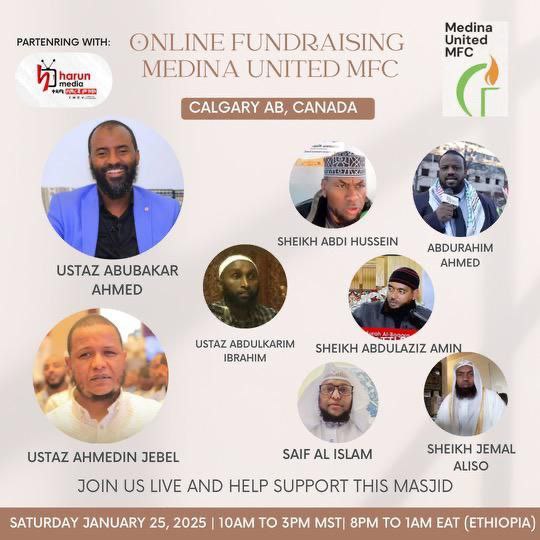 PARTENRING WITH:
harun
media
ONLINE FUNDRAISING
MEDINA UNITED MFC
CALGARY AB, CANADA
Medina
United
MFC
USTAZ ABUBAKAR
AHMED
SHEIKH ABDI HUSSEIN
ABDURAHIM
AHMED
USTAZ ABDULKARIM
IBRAHIM
SHEIKH ABDULAZIZ AMIN
USTAZ AHMEDIN JEBEL
SAIF AL ISLAM
SHEIKH JEMAL
ALISO
JOIN US LIVE AND HELP SUPPORT THIS MASJID
SATURDAY JANUARY 25, 2025 | 10AM TO 3PM MST| 8PM TO 1AM EAT (ETHIOPIA)